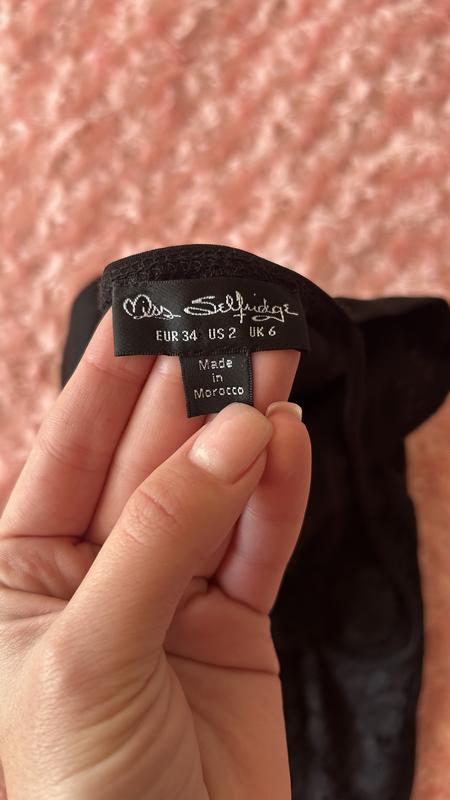 Miss Selfridge
EUR 34 US 2 UK 6
Made
in
Morocco